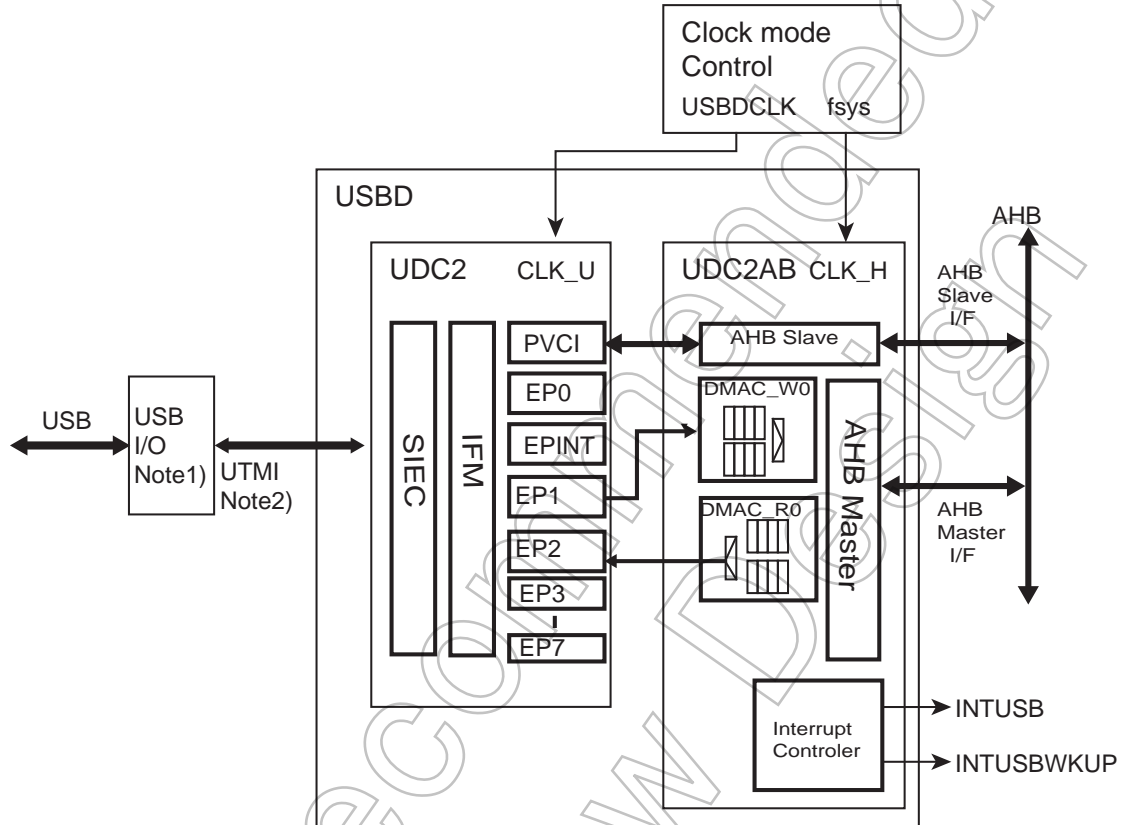 Clock mode
Control
USBDCLK fsys
USBD
AHB
UDC2 CLK_U
UDC2AB CLK_H
AHB
Slave
I/F
PVCI
AHB Slave
EP0
DMAC_W0
USB
USB
I/O
Note1)
UTMI
Note2)
SIEC
IFM
EPINT
AHB Master
EP1
DMAC_R0
AHB
Master
I/F
EP2
EP3
EP7
Interrupt
Controler
INTUSB
INTUSBWKUP